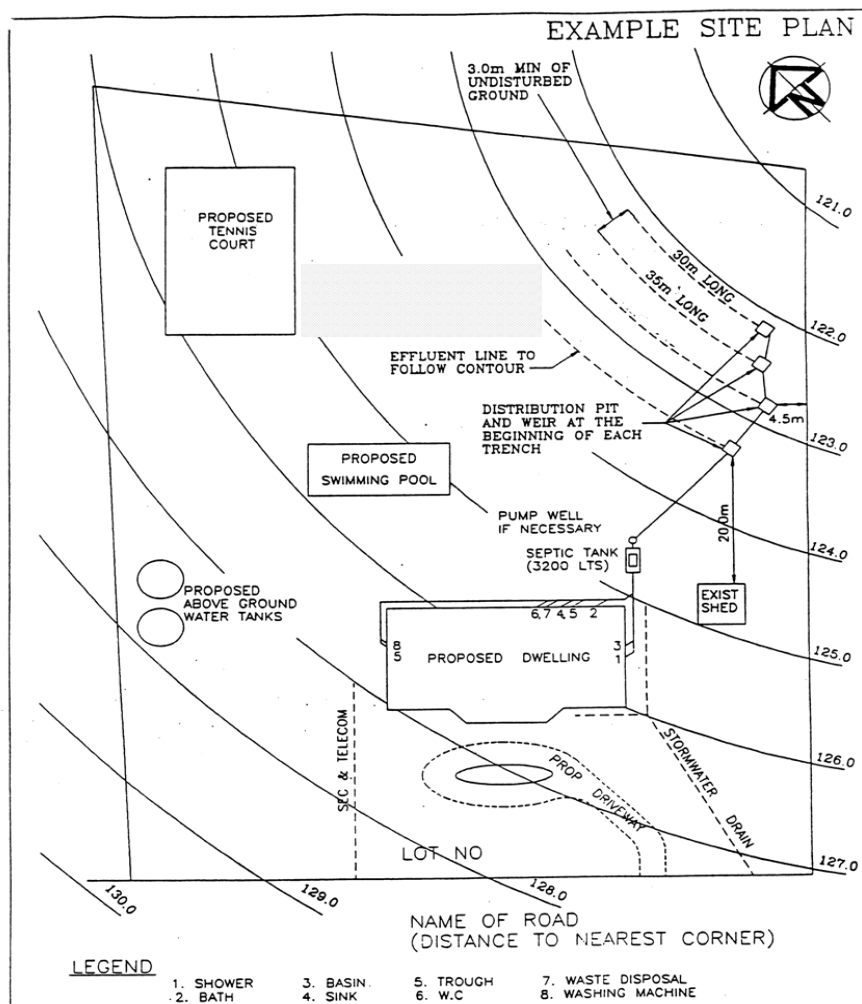 EXAMPLE SITE PLAN
3.0m MIN OF
UNDISTURBED
GROUND
N
121.0
PROPOSED
TENNIS
COURT
30m LONG
35m LONG
122.0
EFFLUENT LINE TO
FOLLOW CONTOUR
DISTRIBUTION PIT
AND WEIR AT THE
BEGINNING OF EACH
TRENCH
4.5m
123.0
PROPOSED
SWIMMING POOL
PUMP WELL
IF NECESSARY
20.0m
SEPTIC TANK
(3200 LTS)
124.0
PROPOSED
ABOVE GROUND
WATER TANKS
EXIST
SHED
6,7 4,5 2
8
5
PROPOSED DWELLING
3
1
125.0
SEC & TELECOM
STORMWATER DRAIN
126.0
PROP DRIVEWAY
LOT NO
127.0
130.0
129.0
128.0
NAME OF ROAD
(DISTANCE TO NEAREST CORNER)
LEGEND
1. SHOWER 3. BASIN 5. TROUGH 7. WASTE DISPOSAL
2. BATH 4. SINK 6. W.C 8. WASHING MACHINE